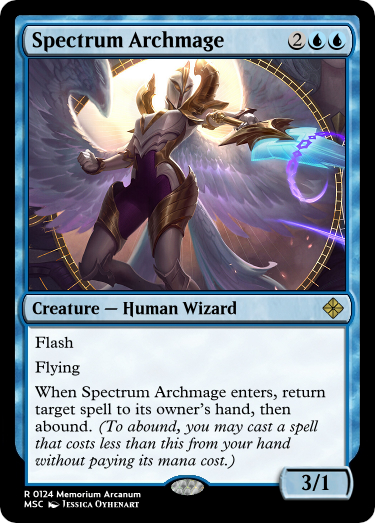 Spectrum Archmage 2
Creature — Human Wizard
Flash
Flying
When Spectrum Archmage enters, return
target spell to its owner's hand, then
abound. (To abound, you may cast a spell
that costs less than this from your hand
without paying its mana cost.)
3/1
R 0124 Memorium Arcanum
MSC Jessica Oyhenart